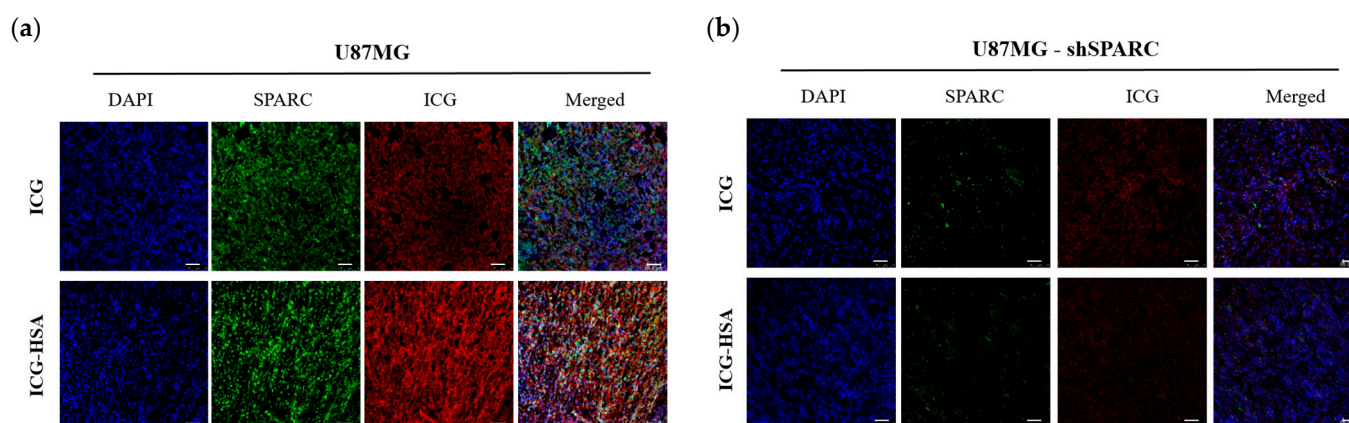 (a)
U87MG
DAPI SPARC ICG Merged
ICG
ICG-HSA
(b)
U87MG - shSPARC
DAPI SPARC ICG Merged
ICG
ICG-HSA